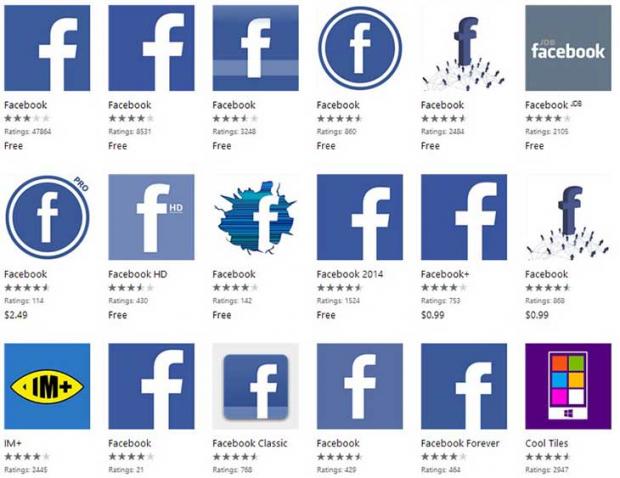 f
f
f
f
f
JDB
facebook
Facebook
Facebook
Facebook
Facebook
Facebook
Facebook JDB
Ratings: 47864
Ratings: 8531
Ratings: 3248
Ratings: 860
Ratings: 2484
Ratings: 2105
Free
Free
Free
Free
Free
Free
f
PRO
f
HD
f
f
f
f
Facebook
Facebook HD
Facebook
Facebook 2014
Facebook+
Facebook
Ratings: 114
Ratings: 430
Ratings: 142
Ratings: 1524
Ratings: 753
Ratings: 868
$2.49
Free
Free
Free
$0.99
$0.99
IM+
f
f
f
f
IM+
Facebook
Facebook Classic
Facebook
Facebook Forever
Cool Tiles
Ratings: 2445
Ratings: 21
Ratings: 768
Ratings: 429
Ratings: 464
Ratings: 2947